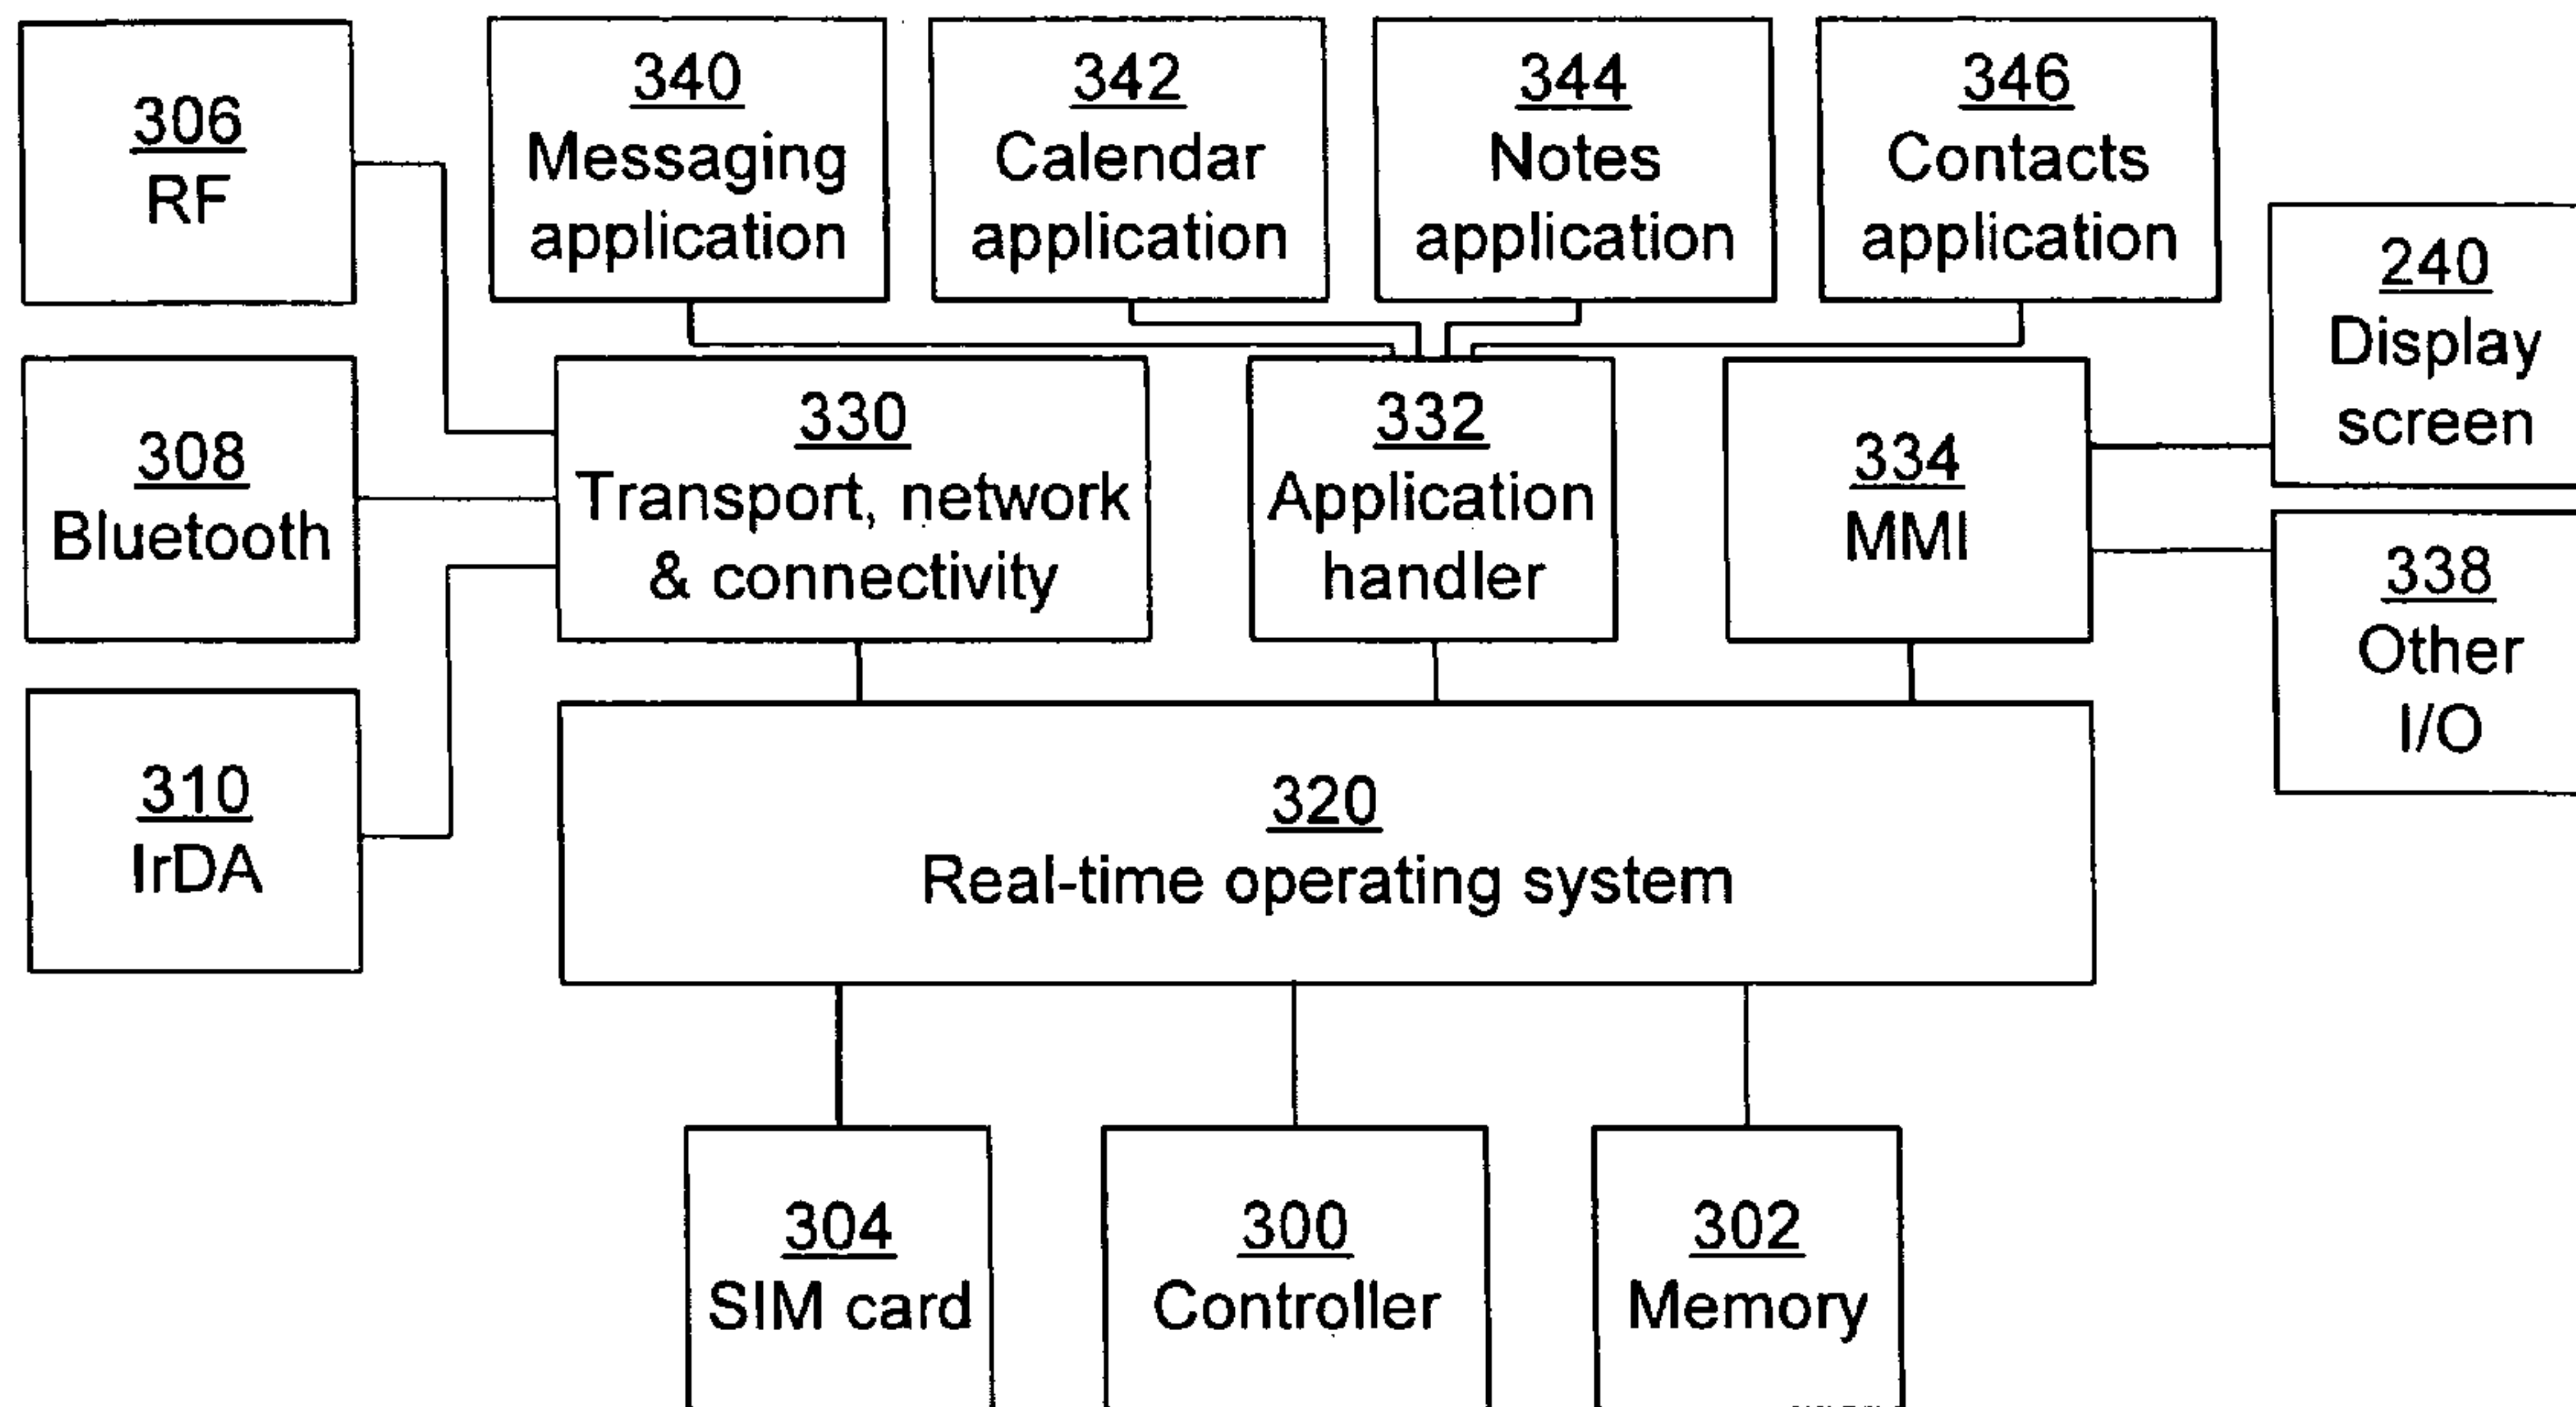 306
RF
340
Messaging
application
342
Calendar
application
344
Notes
application
346
Contacts
application
240
Display
screen
308
Bluetooth
330
Transport, network
& connectivity
332
Application
handler
334
MMI
338
Other
I/O
310
IrDA
320
Real-time operating system
304
SIM card
300
Controller
302
Memory